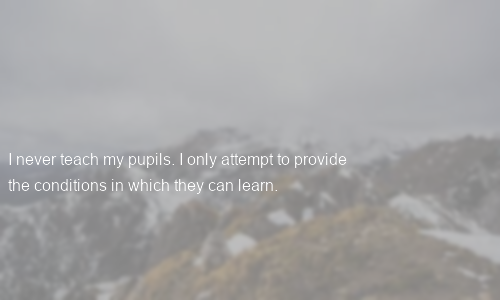 I never teach my pupils. I only attempt to provide
the conditions in which they can learn.